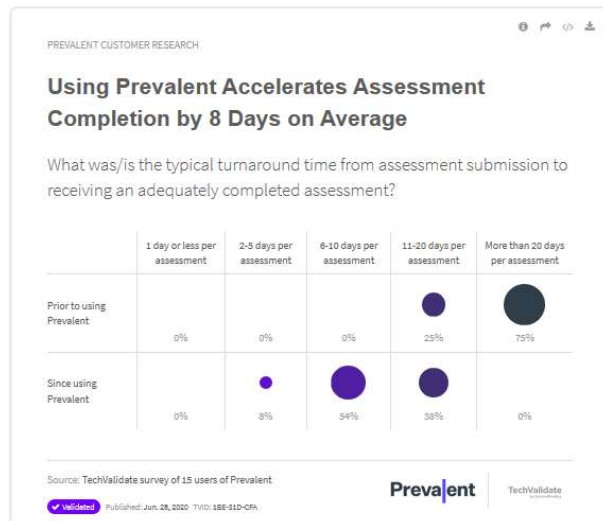 PREVALENT CUSTOMER RESEARCH
Using Prevalent Accelerates Assessment
Completion by 8 Days on Average
What was/is the typical turnaround time from assessment submission to
receiving an adequately completed assessment?
1 day or less per assessment
2-5 days per assessment
6-10 days per assessment
11-20 days per assessment
More than 20 days per assessment
Prior to using Prevalent
0%
0%
0%
25%
75%
Since using Prevalent
0%
8%
54%
38%
0%
Source: TechValidate survey of 15 users of Prevalent
Validated Published: Jun. 28, 2020 TVID: 1BE-31D-CFA
Prevalent
TechValidate